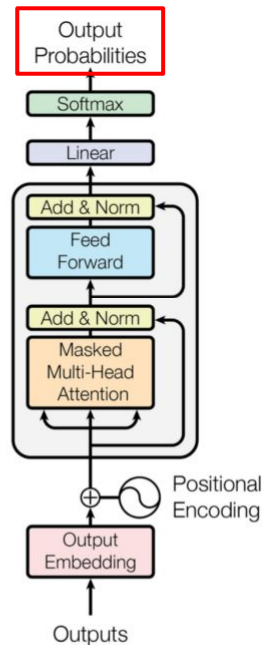 Output
Probabilities
Softmax
Linear
Add & Norm
Feed
Forward
Add & Norm
Masked
Multi-Head
Attention
Positional
Encoding
Output
Embedding
Outputs